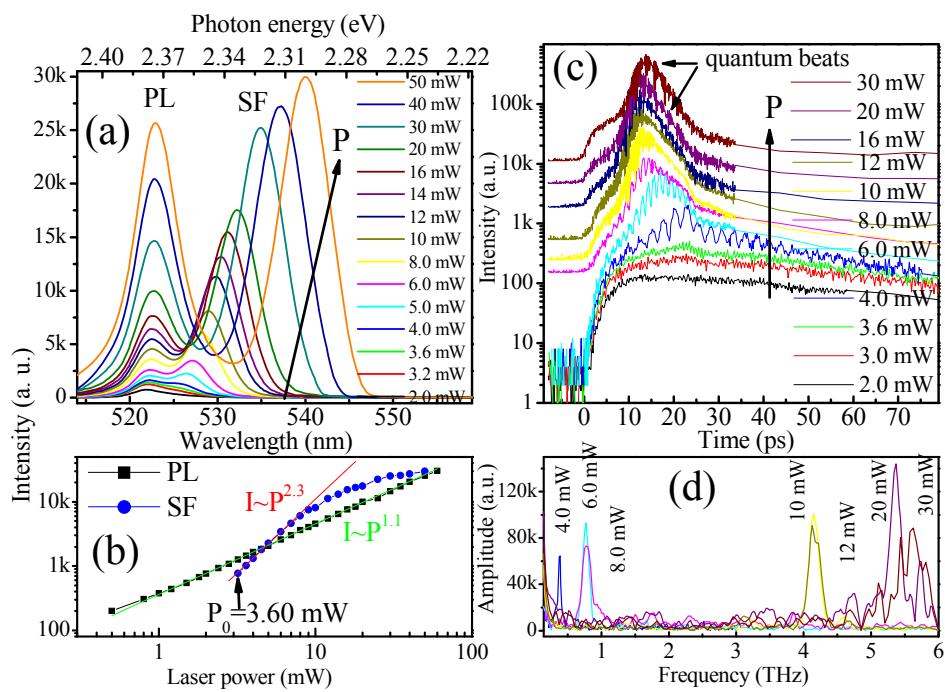 Photon energy (eV)
2.40 2.37 2.34 2.31 2.28 2.25 2.22
Intensity (a. u.)
30k
25k
20k
15k
10k
5k
0
(a)
PL
SF
P
50 mW
40 mW
30 mW
20 mW
16 mW
14 mW
12 mW
10 mW
8.0 mW
6.0 mW
5.0 mW
4.0 mW
3.6 mW
3.2 mW
2.0 mW
520 530 540 550
Wavelength (nm)
(c)
quantum beats
P
Intensity (a.u.)
100k
10k
1k
100
10
1
30 mW
20 mW
16 mW
12 mW
10 mW
8.0 mW
6.0 mW
4.0 mW
3.6 mW
3.0 mW
2.0 mW
0 10 20 30 40 50 60 70
Time (ps)
PL
SF
(b)
I~P^2.3
I~P^1.1
P_0=3.60 mW
10k
1k
100
1 10 100
Laser power (mW)
(d)
Amplitude (a.u.)
120k
80k
40k
0
4.0 mW
6.0 mW
8.0 mW
10 mW
12 mW
20 mW
30 mW
1 2 3 4 5 6
Frequency (THz)